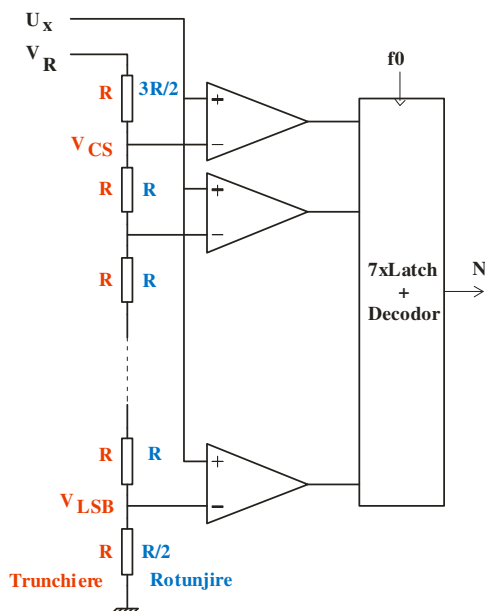 U x
V R
f0
R 3R/2
+
V CS
−
R R
+
−
R R
7xLatch
+
Decodor
N
R R
+
V LSB
−
R R/2
Trunchiere Rotunjire